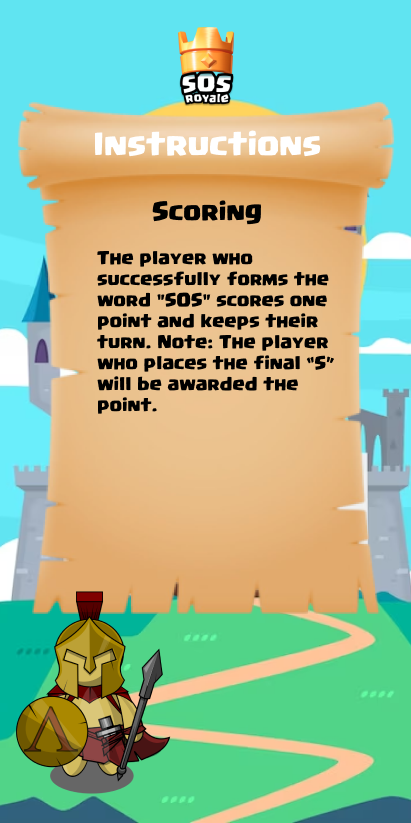 SOS
Royale
Instructions
Scoring
The player who
successfully forms the
word "SOS" scores one
point and keeps their
turn. Note: The player
who places the final "S"
will be awarded the
point.